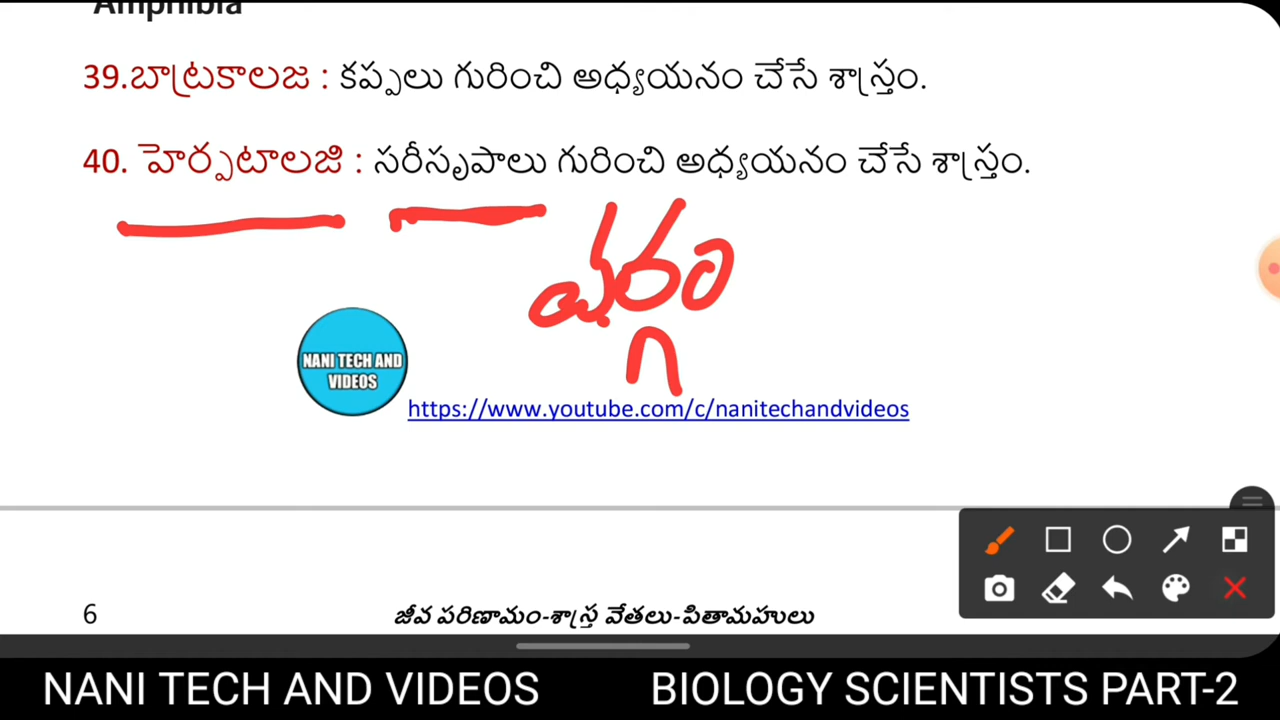 Amphibia
39.బాట్రకాలజ : కప్పలు గురించి అధ్యయనం చేసే శాస్త్రం.
40. హెర్పటాలజి : సరీసృపాలు గురించి అధ్యయనం చేసే శాస్త్రం.
వర్గం
NANI TECH AND
VIDEOS
https://www.youtube.com/c/nanitechandvideos
6 జీవ పరిణామం-శాస్త్ర వేతలు-పితామహులు
NANI TECH AND VIDEOS BIOLOGY SCIENTISTS PART-2